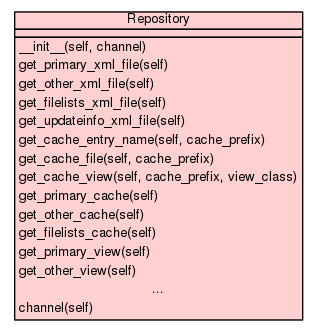 Repository
__init__(self, channel)
get_primary_xml_file(self)
get_other_xml_file(self)
get_filelists_xml_file(self)
get_updateinfo_xml_file(self)
get_cache_entry_name(self, cache_prefix)
get_cache_file(self, cache_prefix)
get_cache_view(self, cache_prefix, view_class)
get_primary_cache(self)
get_other_cache(self)
get_filelists_cache(self)
get_primary_view(self)
get_other_view(self)
...
channel(self)